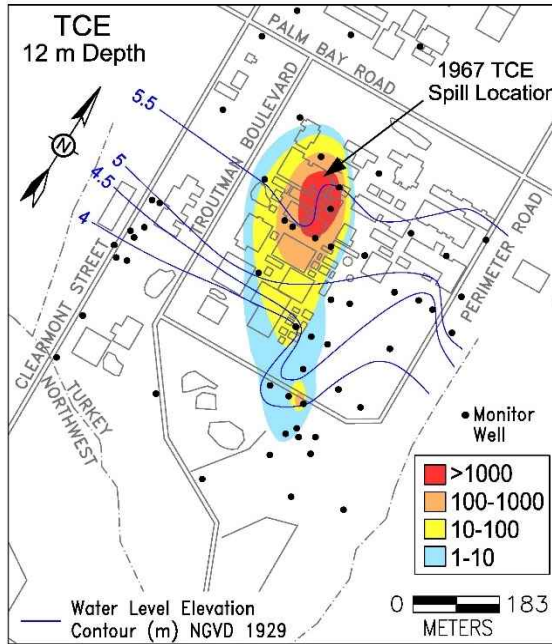 TCE
12 m Depth
PALM BAY ROAD
1967 TCE
Spill Location
TROUTMAN BOULEVARD
5.5
N
5
4.5
4
PERIMETER ROAD
CLEARMONT STREET
TURKEY
NORTHWEST
Monitor
Well
>1000
100-1000
10-100
1-10
Water Level Elevation
Contour (m) NGVD 1929
0 183
METERS